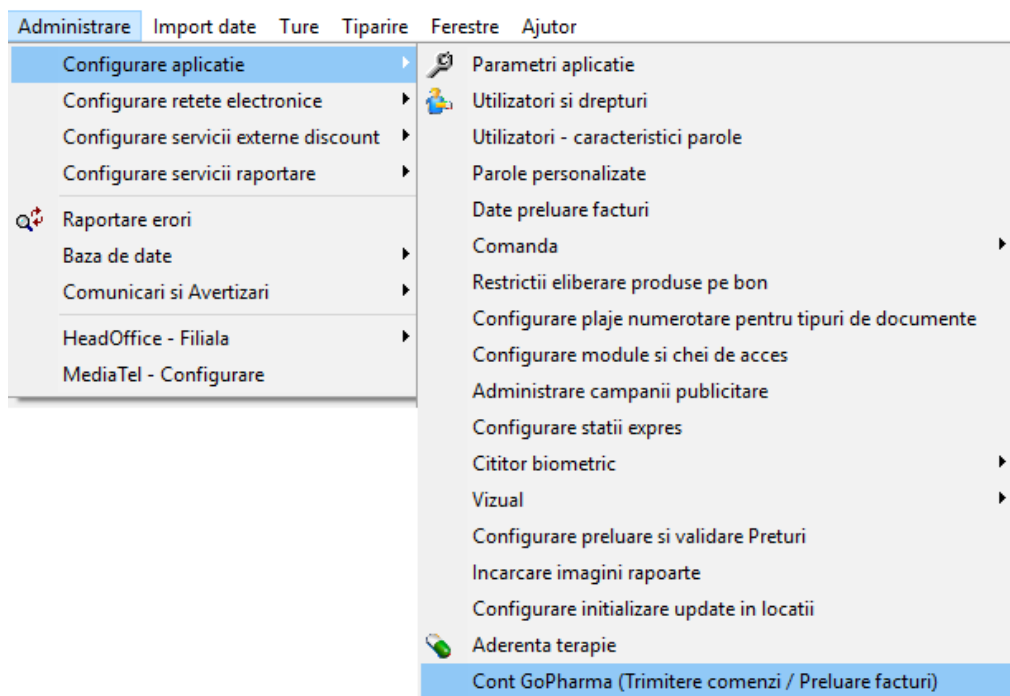 Administrare Import date Ture Tiparire Ferestre Ajutor
Configurare aplicatie
Configurare retete electronice
Configurare servicii externe discount
Configurare servicii raportare
Raportare erori
Baza de date
Comunicari si Avertizari
HeadOffice - Filiala
MediaTel - Configurare
Parametri aplicatie
Utilizatori si drepturi
Utilizatori - caracteristici parole
Parole personalizate
Date preluare facturi
Comanda
Restrictii eliberare produse pe bon
Configurare plaje numerotare pentru tipuri de documente
Configurare module si chei de acces
Administrare campanii publicitare
Configurare statii expres
Cititor biometric
Vizual
Configurare preluare si validare Preturi
Incarcare imagini rapoarte
Configurare initializare update in locatii
Aderenta terapie
Cont GoPharma (Trimitere comenzi / Preluare facturi)